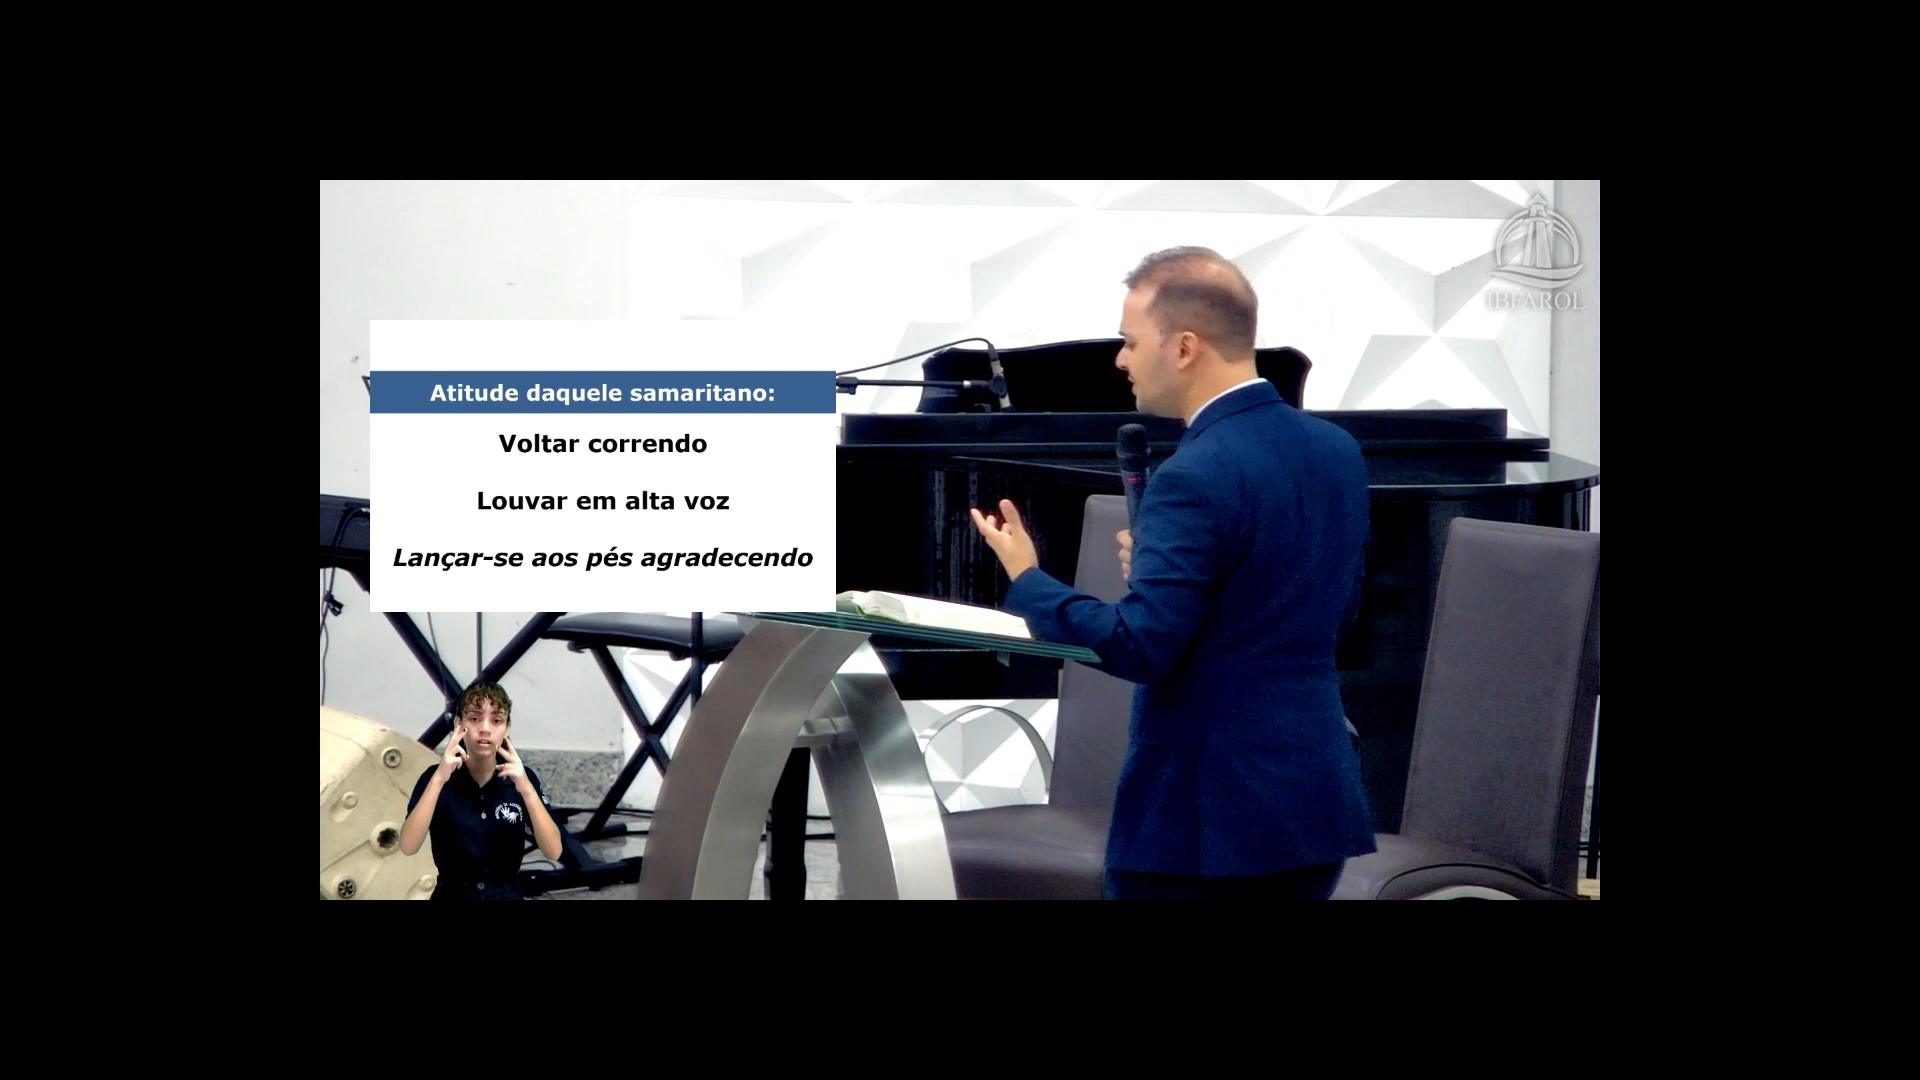 IBFAROL
Atitude daquele samaritano:
Voltar correndo
Louvar em alta voz
Lançar-se aos pés agradecendo